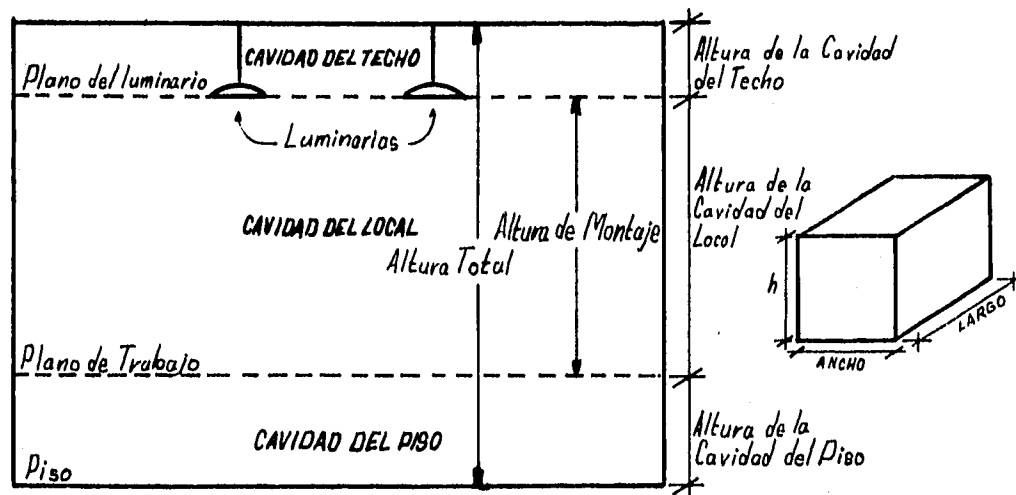 CAVIDAD DEL TECHO
Plano del luminario
Luminarias
CAVIDAD DEL LOCAL
Altura Total
Altura de Montaje
Plano de Trabajo
CAVIDAD DEL PISO
Piso
Altura de la Cavidad
del Techo
Altura de la
Cavidad del
Local
Altura de la
Cavidad del Piso
h
ANCHO
LARGO